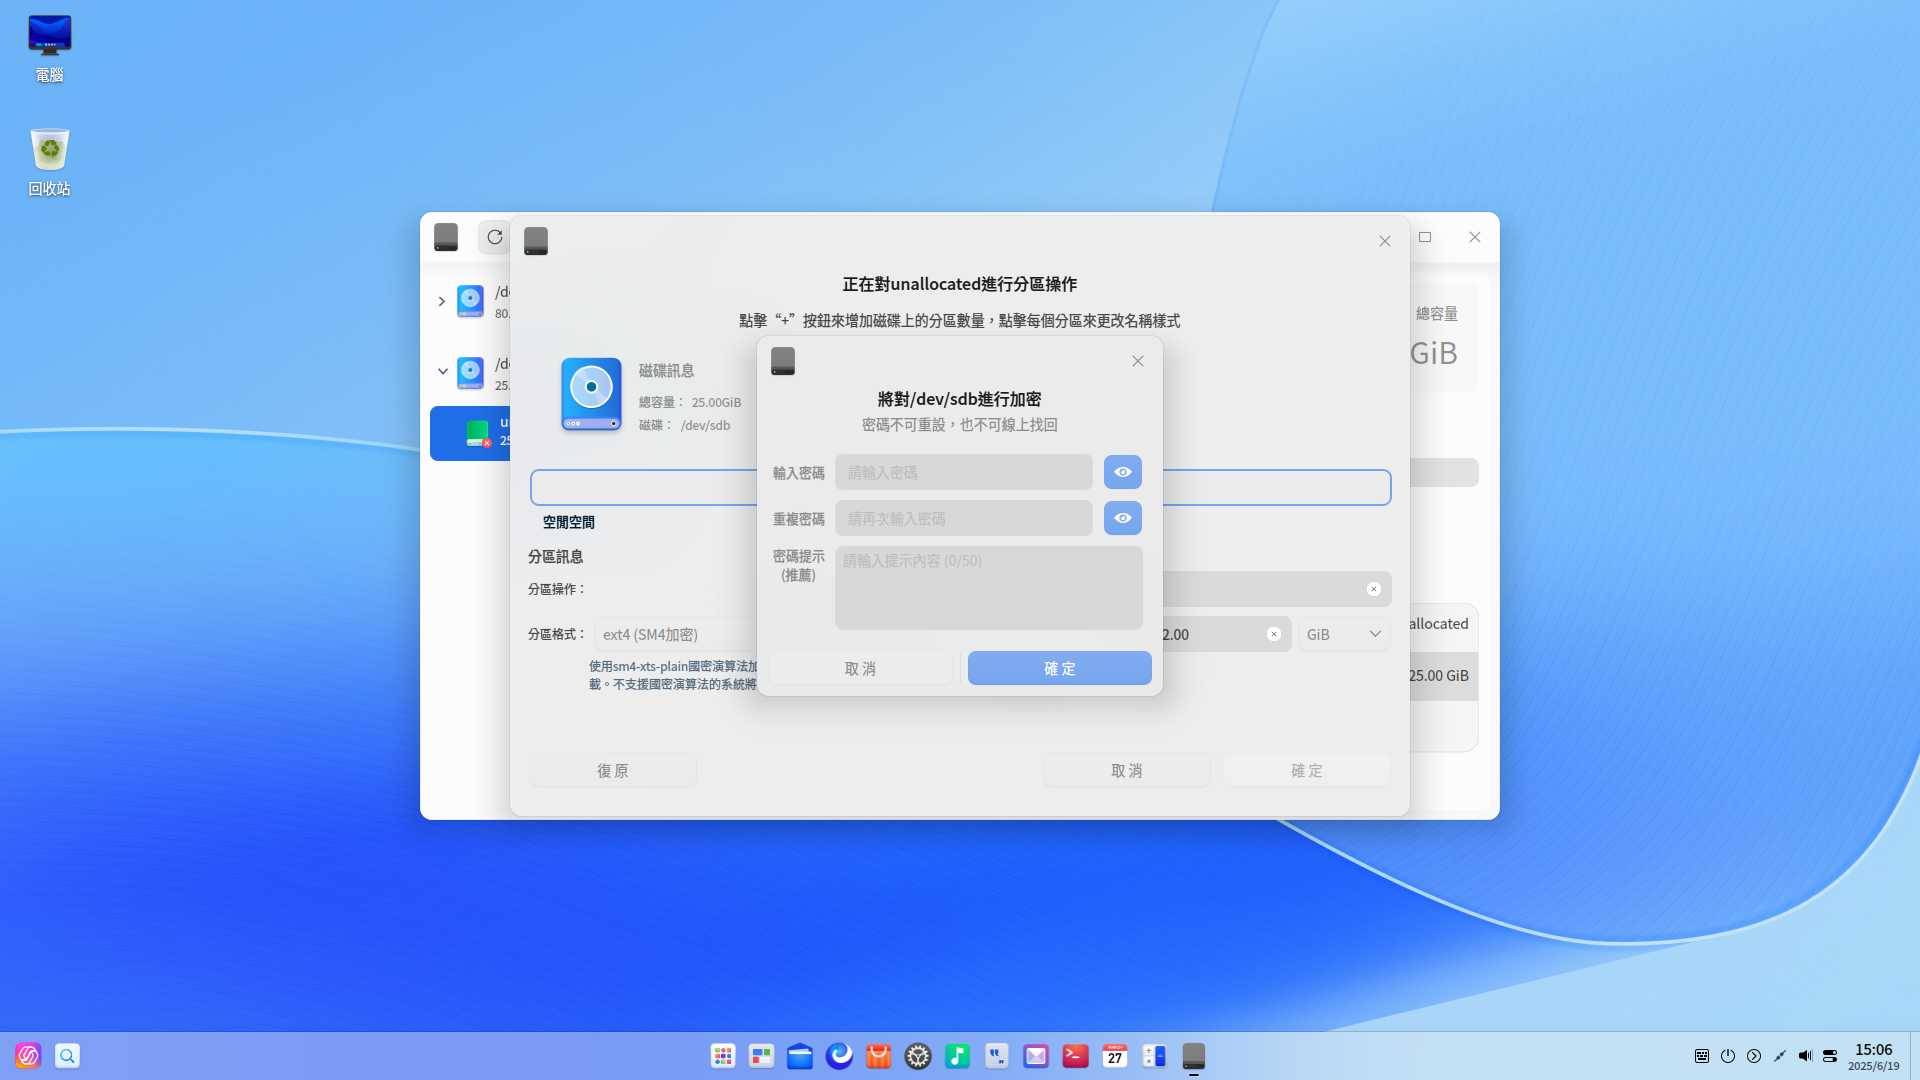 電腦
回收站
正在對unallocated進行分區操作
點擊“+”按鈕來增加磁碟上的分區數量，點擊每個分區來更改名稱樣式
磁碟訊息
總容量： 25.00GiB
磁碟： /dev/sdb
空閒空間
分區訊息
分區操作：
分區格式：
ext4 (SM4加密)
2.00
GiB
使用sm4-xts-plain國密演算法加
載。不支援國密演算法的系統將
復原
取消
確定
將對/dev/sdb進行加密
密碼不可重設，也不可線上找回
輸入密碼
請輸入密碼
重複密碼
請再次輸入密碼
密碼提示
(推薦)
請輸入提示內容 (0/50)
取消
確定
/de
80.
/de
25.
25
總容量
GiB
allocated
25.00 GiB
MARCH
27
15:06
2025/6/19